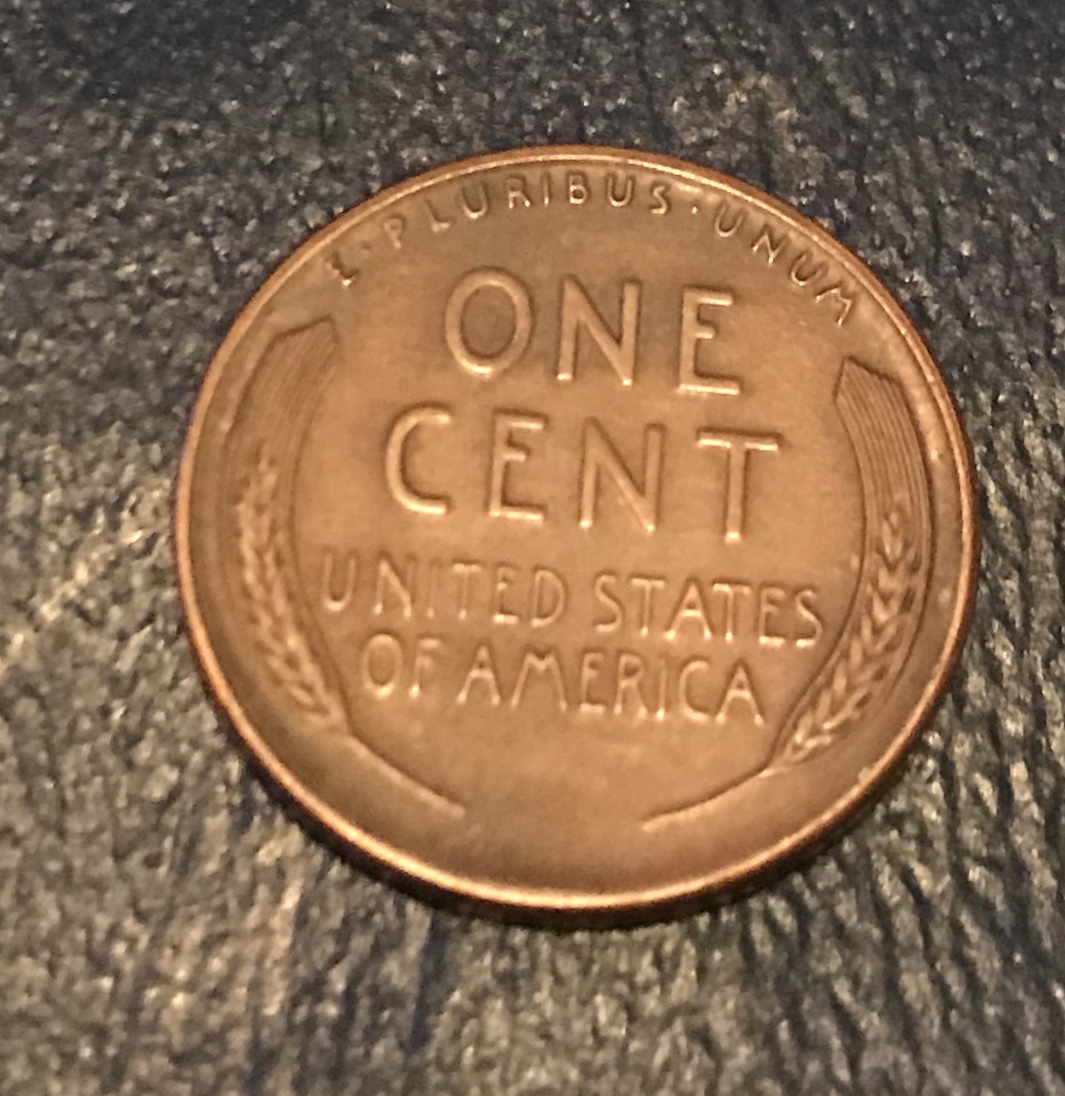 E·PLURIBUS·UNUM
ONE
CENT
UNITED STATES
OF AMERICA